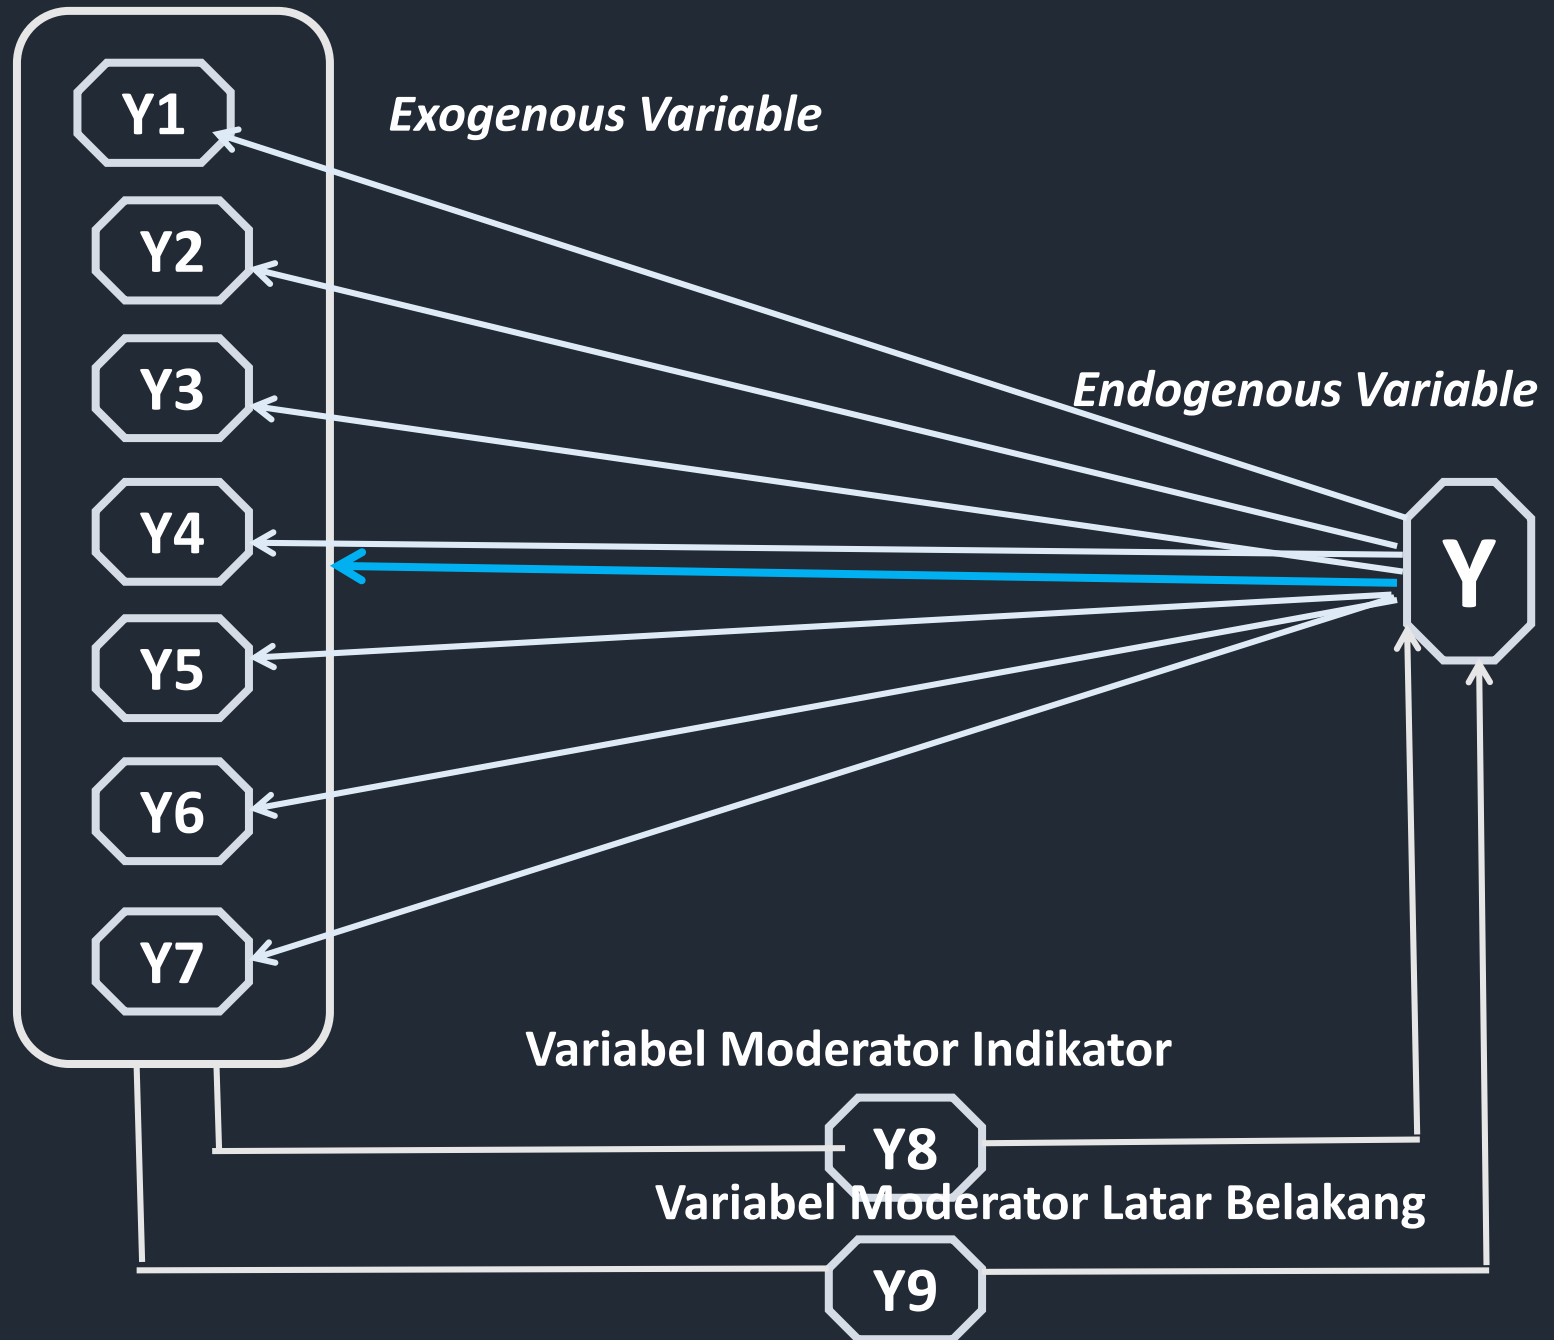 Y1
Exogenous Variable
Y2
Y3
Endogenous Variable
Y4
Y
Y5
Y6
Y7
Variabel Moderator Indikator
Y8
Variabel Moderator Latar Belakang
Y9